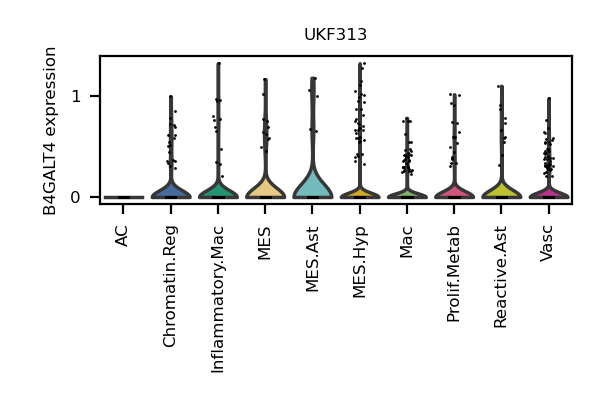 UKF313
B4GALT4 expression
1
0
AC
Chromatin.Reg
Inflammatory.Mac
MES
MES.Ast
MES.Hyp
Mac
Prolif.Metab
Reactive.Ast
Vasc